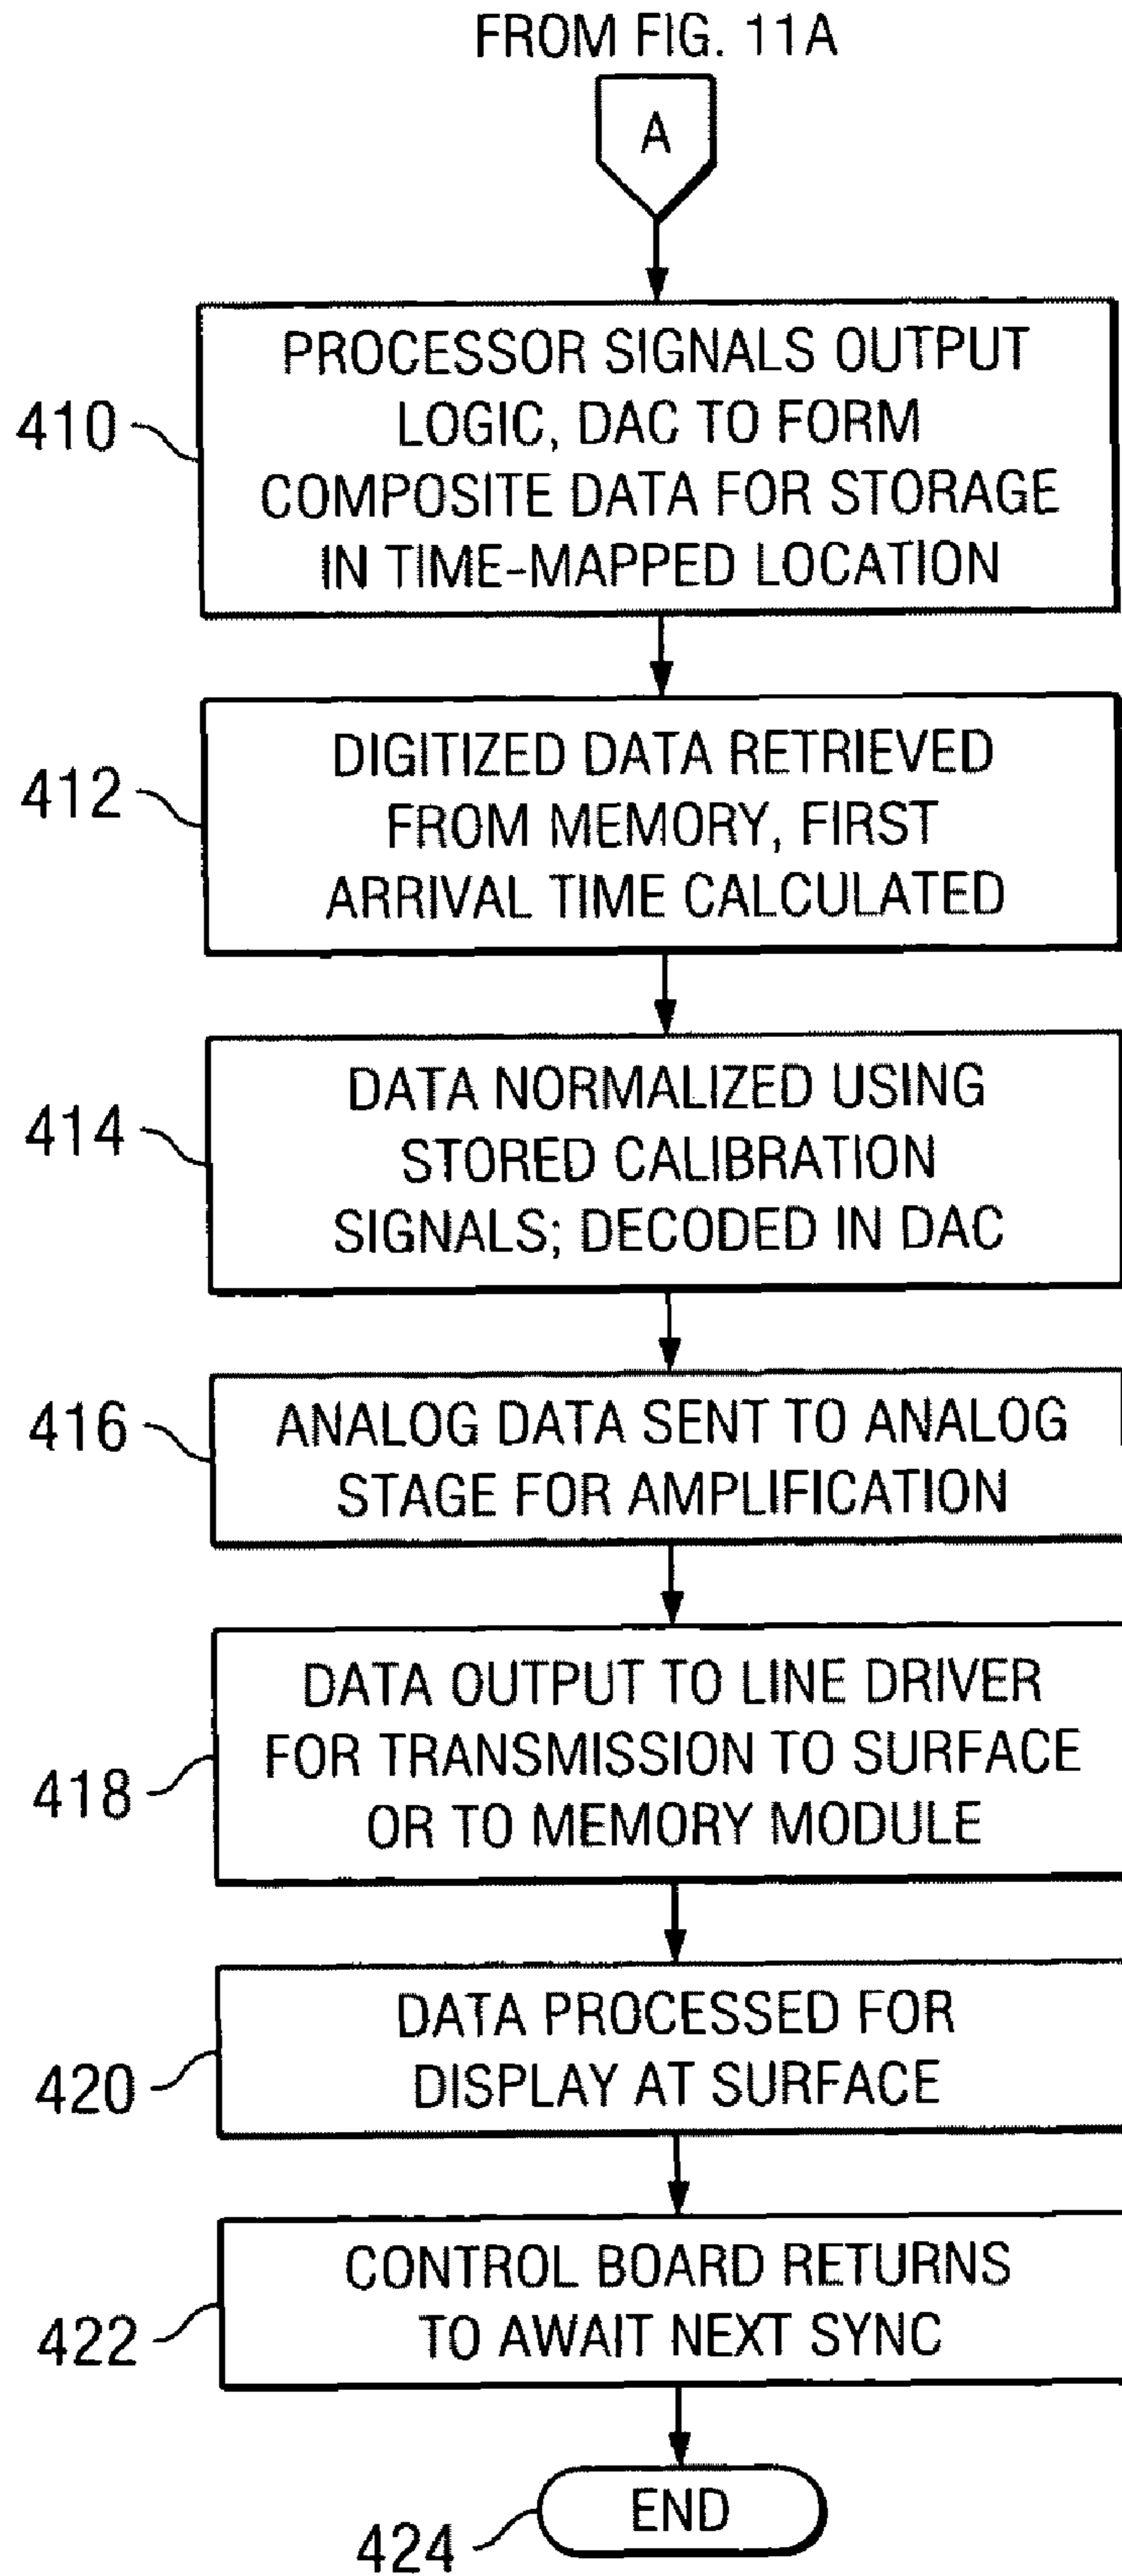 FROM FIG. 11A
A
410
PROCESSOR SIGNALS OUTPUT
LOGIC, DAC TO FORM
COMPOSITE DATA FOR STORAGE
IN TIME-MAPPED LOCATION
412
DIGITIZED DATA RETRIEVED
FROM MEMORY, FIRST
ARRIVAL TIME CALCULATED
414
DATA NORMALIZED USING
STORED CALIBRATION
SIGNALS; DECODED IN DAC
416
ANALOG DATA SENT TO ANALOG
STAGE FOR AMPLIFICATION
418
DATA OUTPUT TO LINE DRIVER
FOR TRANSMISSION TO SURFACE
OR TO MEMORY MODULE
420
DATA PROCESSED FOR
DISPLAY AT SURFACE
422
CONTROL BOARD RETURNS
TO AWAIT NEXT SYNC
424
END